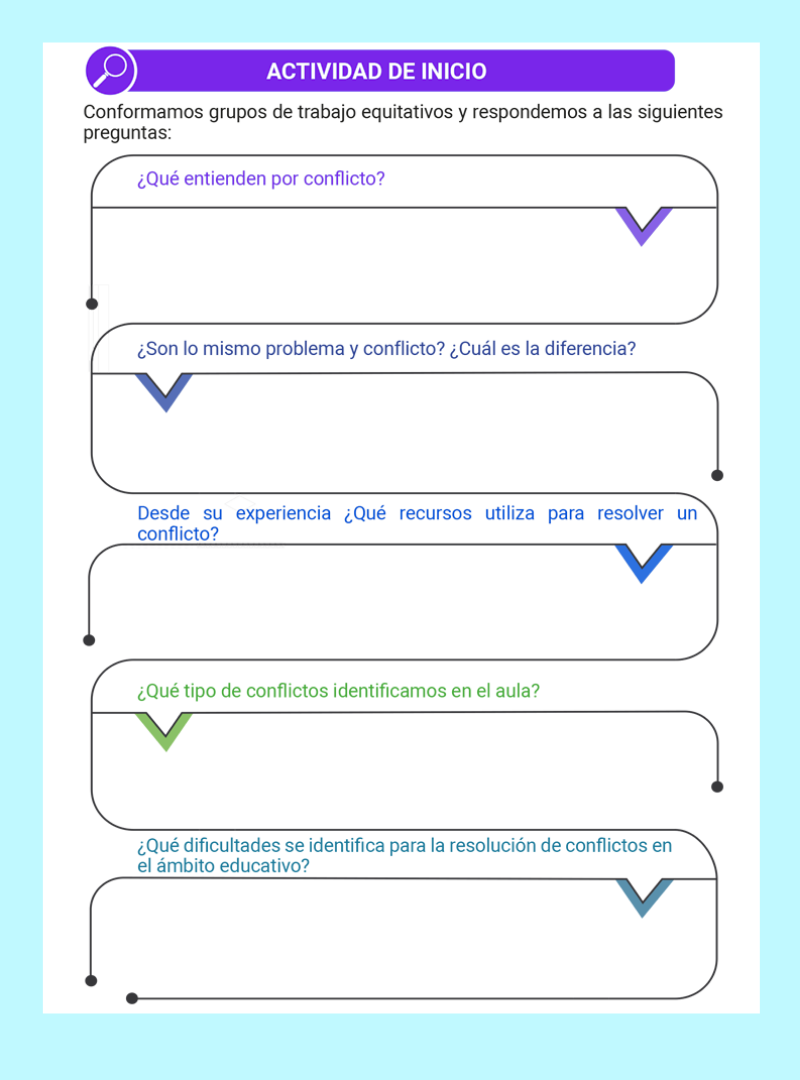 ACTIVIDAD DE INICIO
Conformamos grupos de trabajo equitativos y respondemos a las siguientes
preguntas:
¿Qué entienden por conflicto?
¿Son lo mismo problema y conflicto? ¿Cuál es la diferencia?
Desde su experiencia ¿Qué recursos utiliza para resolver un
conflicto?
¿Qué tipo de conflictos identificamos en el aula?
¿Qué dificultades se identifica para la resolución de conflictos en
el ámbito educativo?